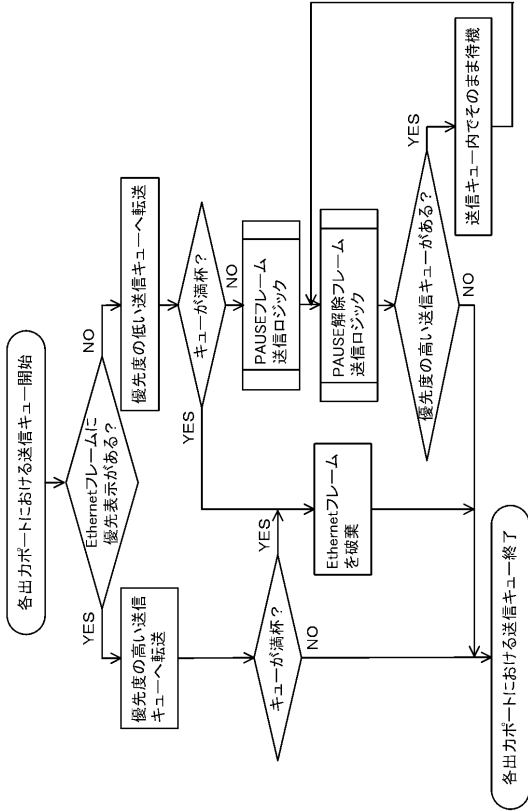 各出力ポートにおける送信キュー開始
Ethernetフレームに
優先表示がある?
YES
NO
優先度の高い送信
キューへ転送
優先度の低い送信キューへ転送
キューが満杯?
YES
NO
キューが満杯?
YES
NO
PAUSEフレーム
送信ロジック
Ethernetフレーム
を破棄
PAUSE解除フレーム
送信ロジック
優先度の高い送信キューがある?
YES
NO
送信キュー内でそのまま待機
各出力ポートにおける送信キュー終了